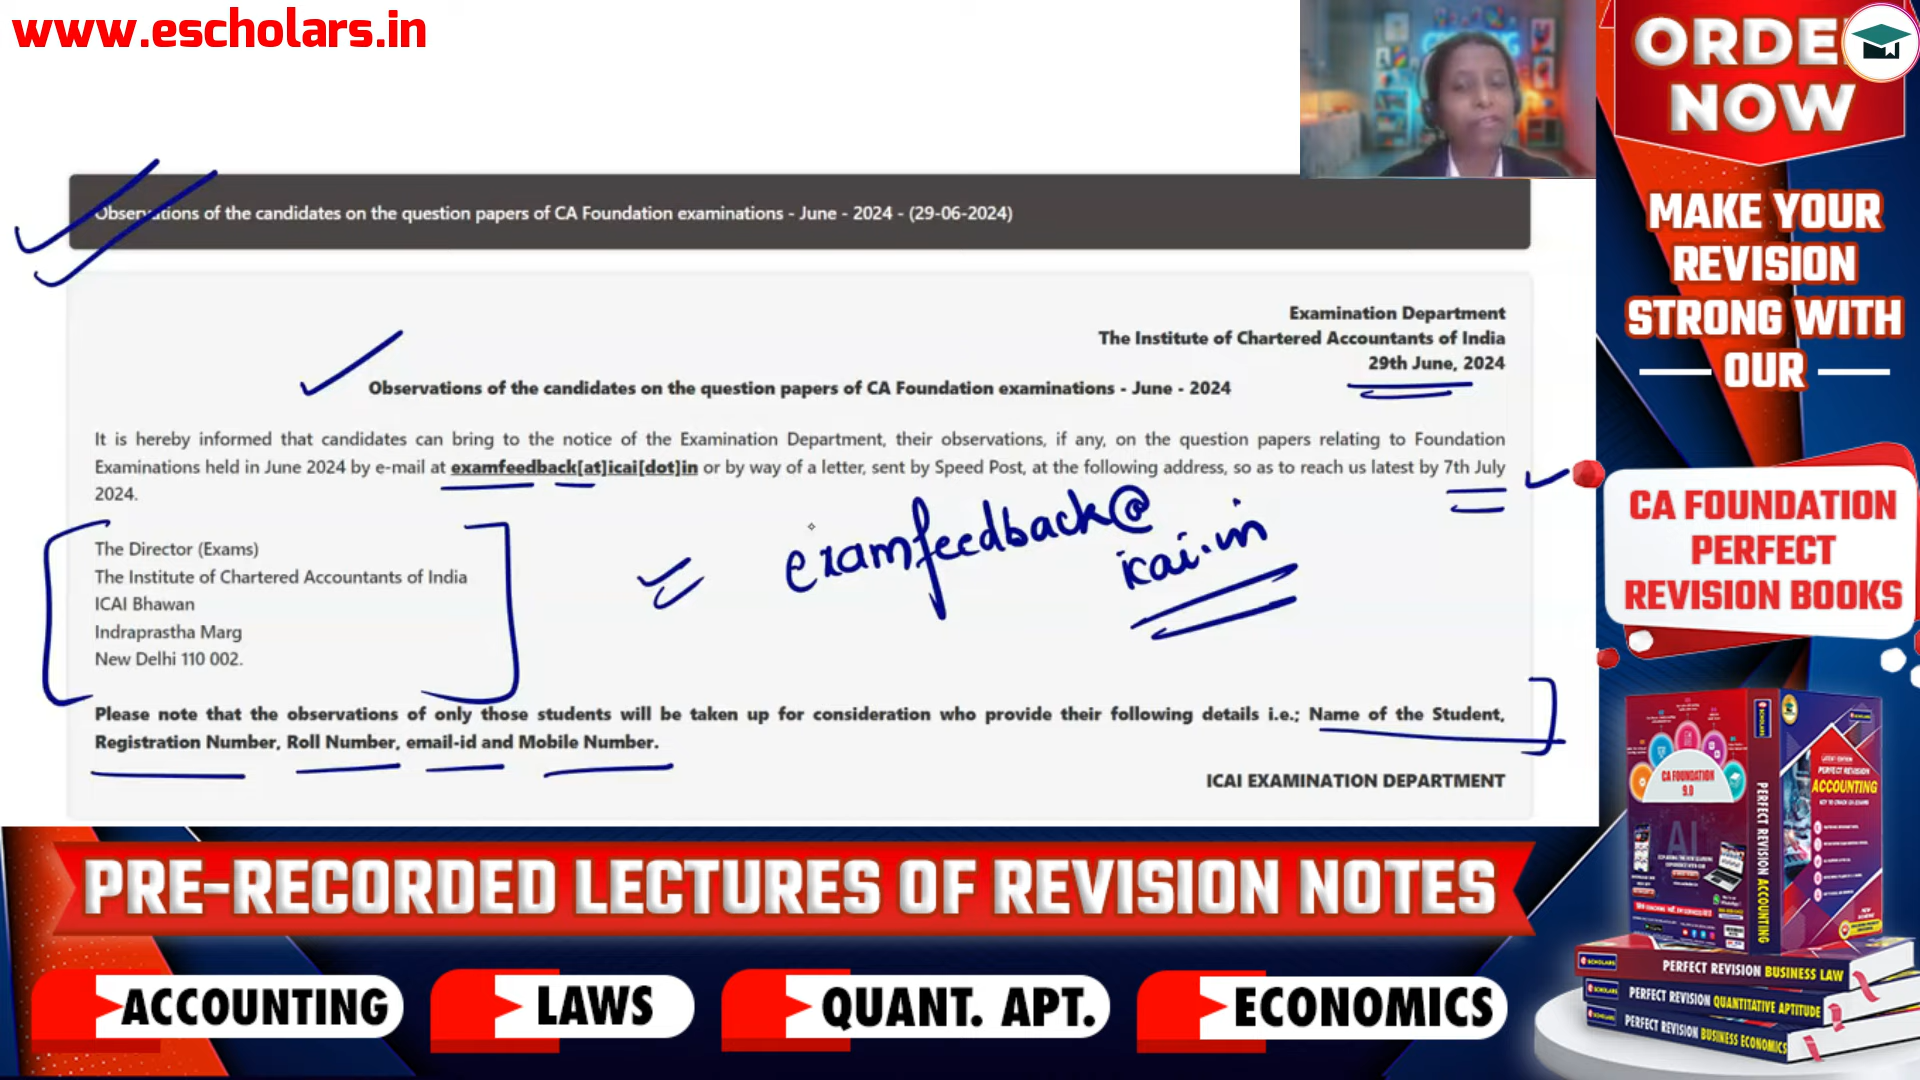 www.escholars.in
ORDER
NOW
MAKE YOUR
REVISION
STRONG WITH
OUR
Observations of the candidates on the question papers of CA Foundation examinations - June - 2024 - (29-06-2024)
Examination Department
The Institute of Chartered Accountants of India
29th June, 2024
Observations of the candidates on the question papers of CA Foundation examinations - June - 2024
It is hereby informed that candidates can bring to the notice of the Examination Department, their observations, if any, on the question papers relating to Foundation
Examinations held in June 2024 by e-mail at examfeedback[at]icai[dot]in or by way of a letter, sent by Speed Post, at the following address, so as to reach us latest by 7th July
2024.
examfeedback@
icai.in
The Director (Exams)
The Institute of Chartered Accountants of India
ICAI Bhawan
Indraprastha Marg
New Delhi 110 002.
Please note that the observations of only those students will be taken up for consideration who provide their following details i.e.; Name of the Student,
Registration Number, Roll Number, email-id and Mobile Number.
ICAI EXAMINATION DEPARTMENT
CA FOUNDATION
PERFECT
REVISION BOOKS
CA FOUNDATION
9.0
AI
PERFECT REVISION ACCOUNTING
PERFECT REVISION
ACCOUNTING
PERFECT REVISION BUSINESS LAW
PERFECT REVISION QUANTITATIVE APTITUDE
PERFECT REVISION BUSINESS ECONOMICS
PRE-RECORDED LECTURES OF REVISION NOTES
ACCOUNTING
LAWS
QUANT. APT.
ECONOMICS